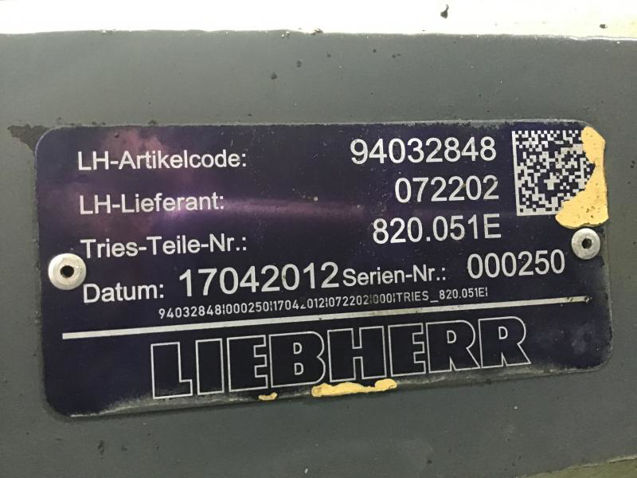 LH-Artikelcode: 94032848
LH-Lieferant: 072202
Tries-Teile-Nr.: 820.051E
Datum: 17042012 Serien-Nr.: 000250
94032848|000250|17042012|072202|000|TRIES_820.051E|
LIEBHERR